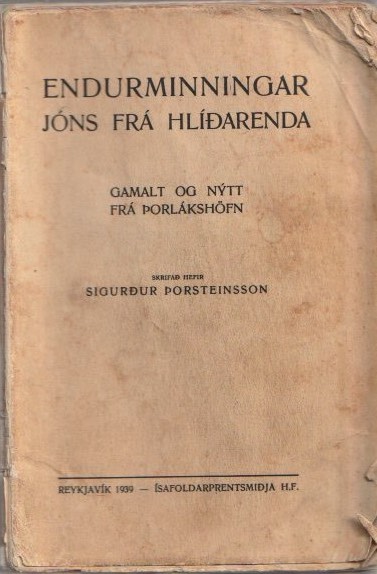 ENDURMINNINGAR
JÓNS FRÁ HLÍÐARENDA
GAMALT OG NÝTT
FRÁ ÞORLÁKSHÖFN
SKRIFAÐ HEFIR
SIGURÐUR ÞORSTEINSSON
REYKJAVÍK 1939 — ÍSAFOLDARPRENTSMIÐJA H.F.